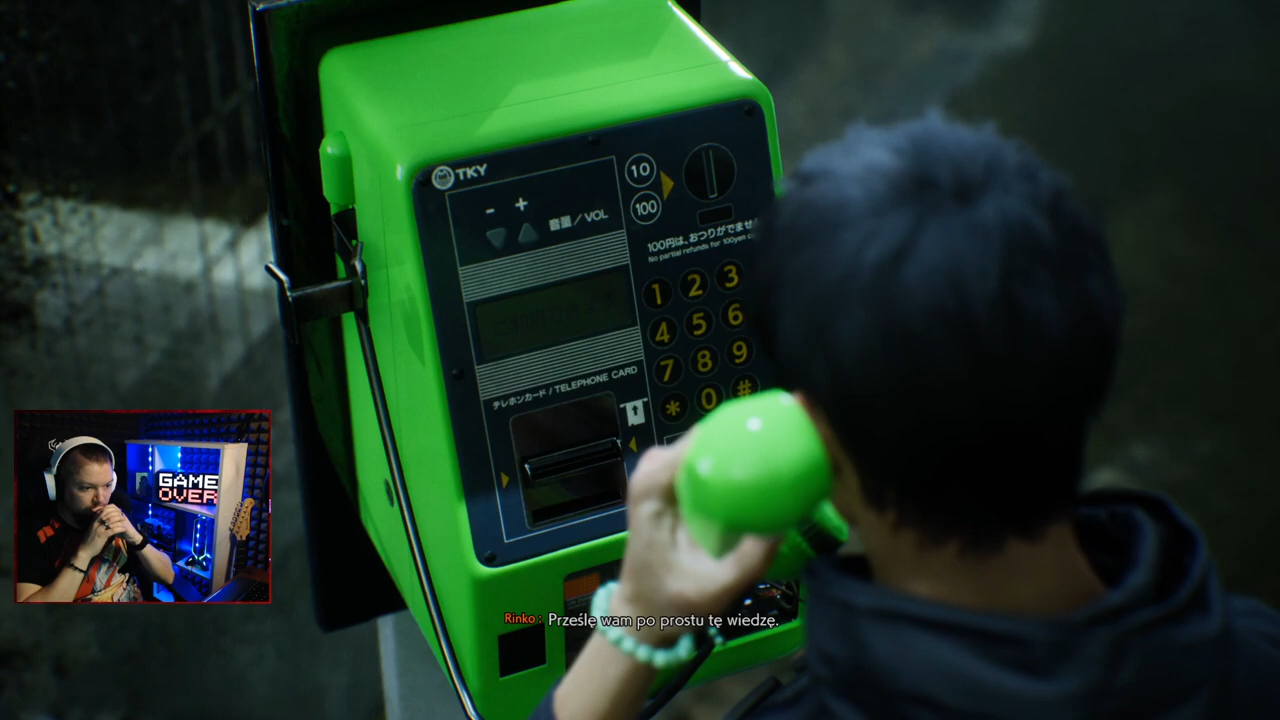 TKY
- +
音量/VOL
10
100
100円は、おつりがでませ
No partial refunds for 100yen
1 2 3
4 5 6
7 8 9
* 0 #
テレホンカード/TELEPHONE CARD
GAME
OVER
Rinko : Prześlę wam po prostu tę wiedzę.